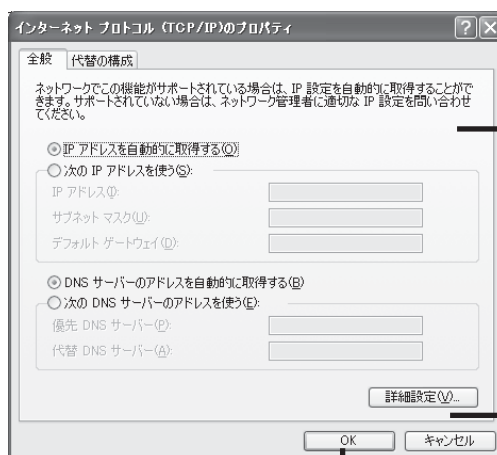 インターネット プロトコル (TCP/IP)のプロパティ
全般
代替の構成
ネットワークでこの機能がサポートされている場合は、IP 設定を自動的に取得することがで
きます。サポートされていない場合は、ネットワーク管理者に適切な IP 設定を問い合わせ
てください。
IP アドレスを自動的に取得する(O)
次の IP アドレスを使う(S):
IP アドレス(I):
サブネット マスク(U):
デフォルト ゲートウェイ(D):
DNS サーバーのアドレスを自動的に取得する(B)
次の DNS サーバーのアドレスを使う(E):
優先 DNS サーバー(P):
代替 DNS サーバー(A):
詳細設定(V)...
OK
キャンセル